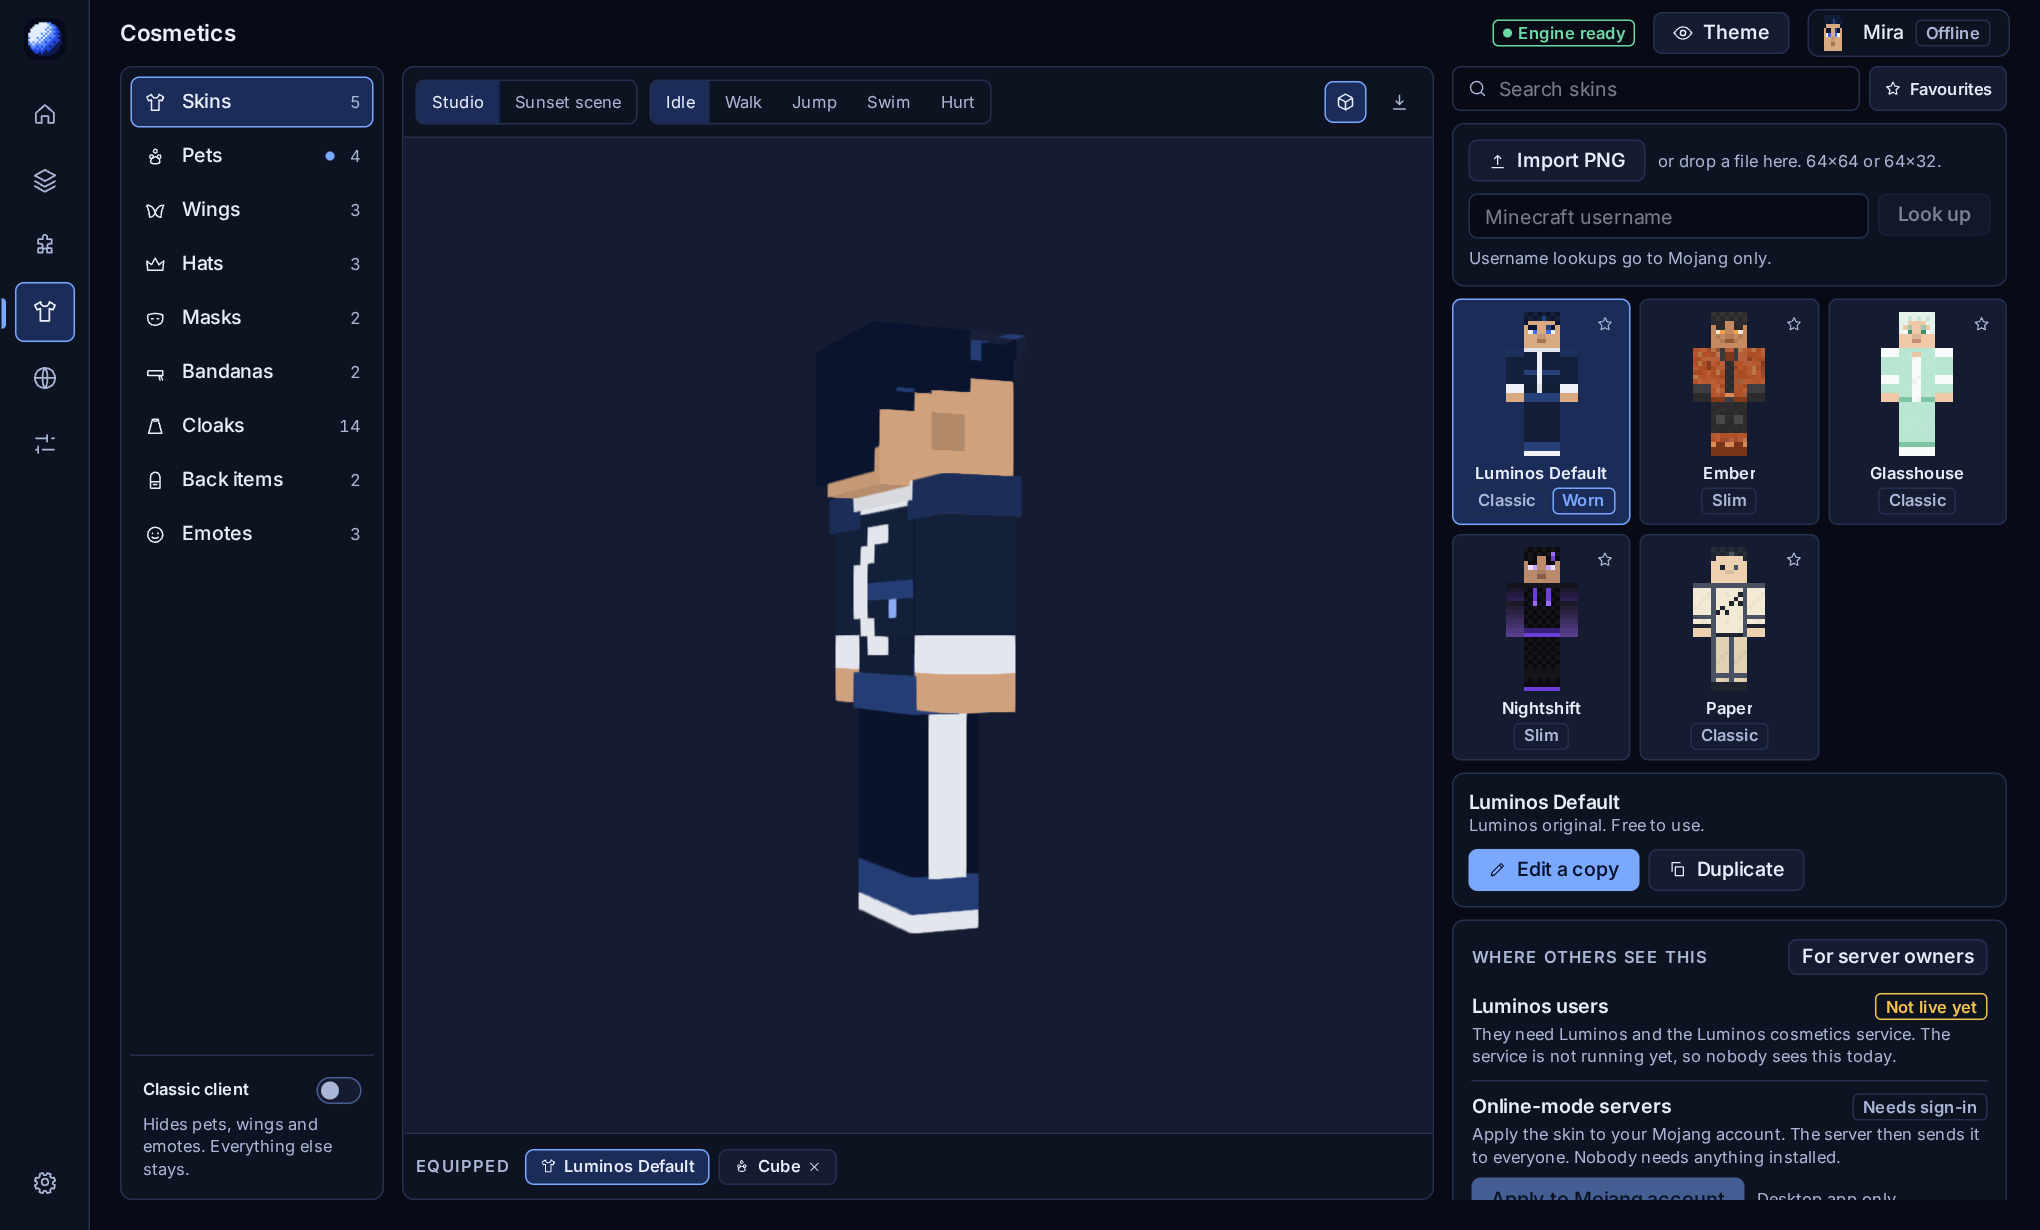 Cosmetics
Engine ready
Theme
Mira
Offline
Skins 5
Pets 4
Wings 3
Hats 3
Masks 2
Bandanas 2
Cloaks 14
Back items 2
Emotes 3
Classic client
Hides pets, wings and
emotes. Everything else
stays.
Studio
Sunset scene
Idle
Walk
Jump
Swim
Hurt
EQUIPPED
Luminos Default
Cube
Search skins
Favourites
Import PNG
or drop a file here. 64×64 or 64×32.
Minecraft username
Look up
Username lookups go to Mojang only.
Luminos Default
Classic
Worn
Ember
Slim
Glasshouse
Classic
Nightshift
Slim
Paper
Classic
Luminos Default
Luminos original. Free to use.
Edit a copy
Duplicate
WHERE OTHERS SEE THIS
For server owners
Luminos users
Not live yet
They need Luminos and the Luminos cosmetics service. The
service is not running yet, so nobody sees this today.
Online-mode servers
Needs sign-in
Apply the skin to your Mojang account. The server then sends it
to everyone. Nobody needs anything installed.
Apply to Mojang account
Desktop app only